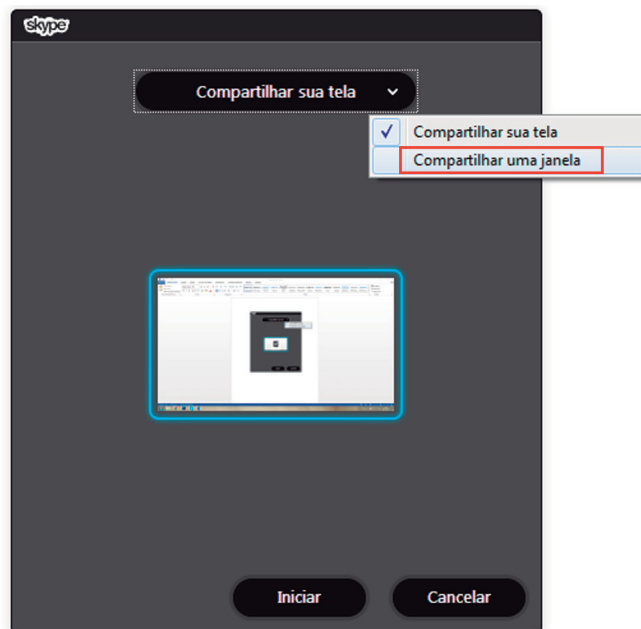 skype
Compartilhar sua tela
Compartilhar sua tela
Compartilhar uma janela
Iniciar
Cancelar